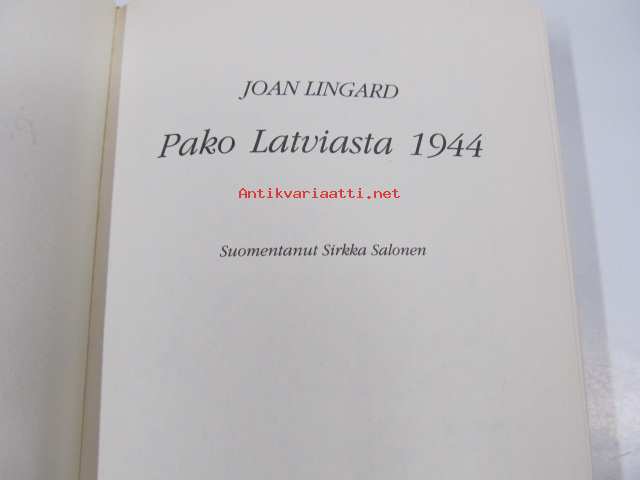 JOAN LINGARD
Pako Latviasta 1944
Antikvariaatti.net
Suomentanut Sirkka Salonen